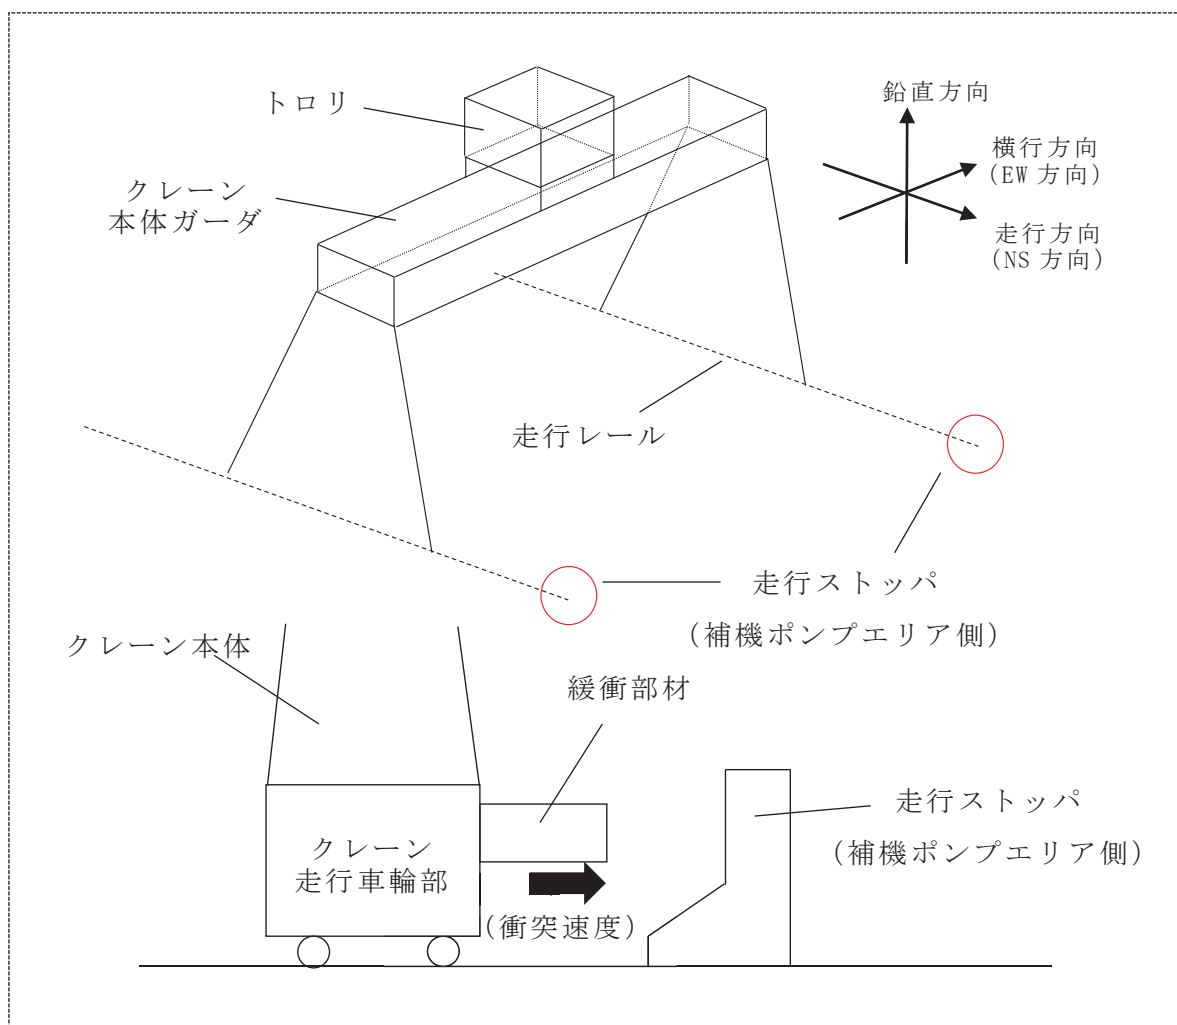 トロリ
鉛直方向
横行方向
(EW 方向)
クレーン
本体ガーダ
走行方向
(NS 方向)
走行レール
走行ストッパ
(補機ポンプエリア側)
クレーン本体
緩衝部材
走行ストッパ
(補機ポンプエリア側)
クレーン
走行車輪部
(衝突速度)